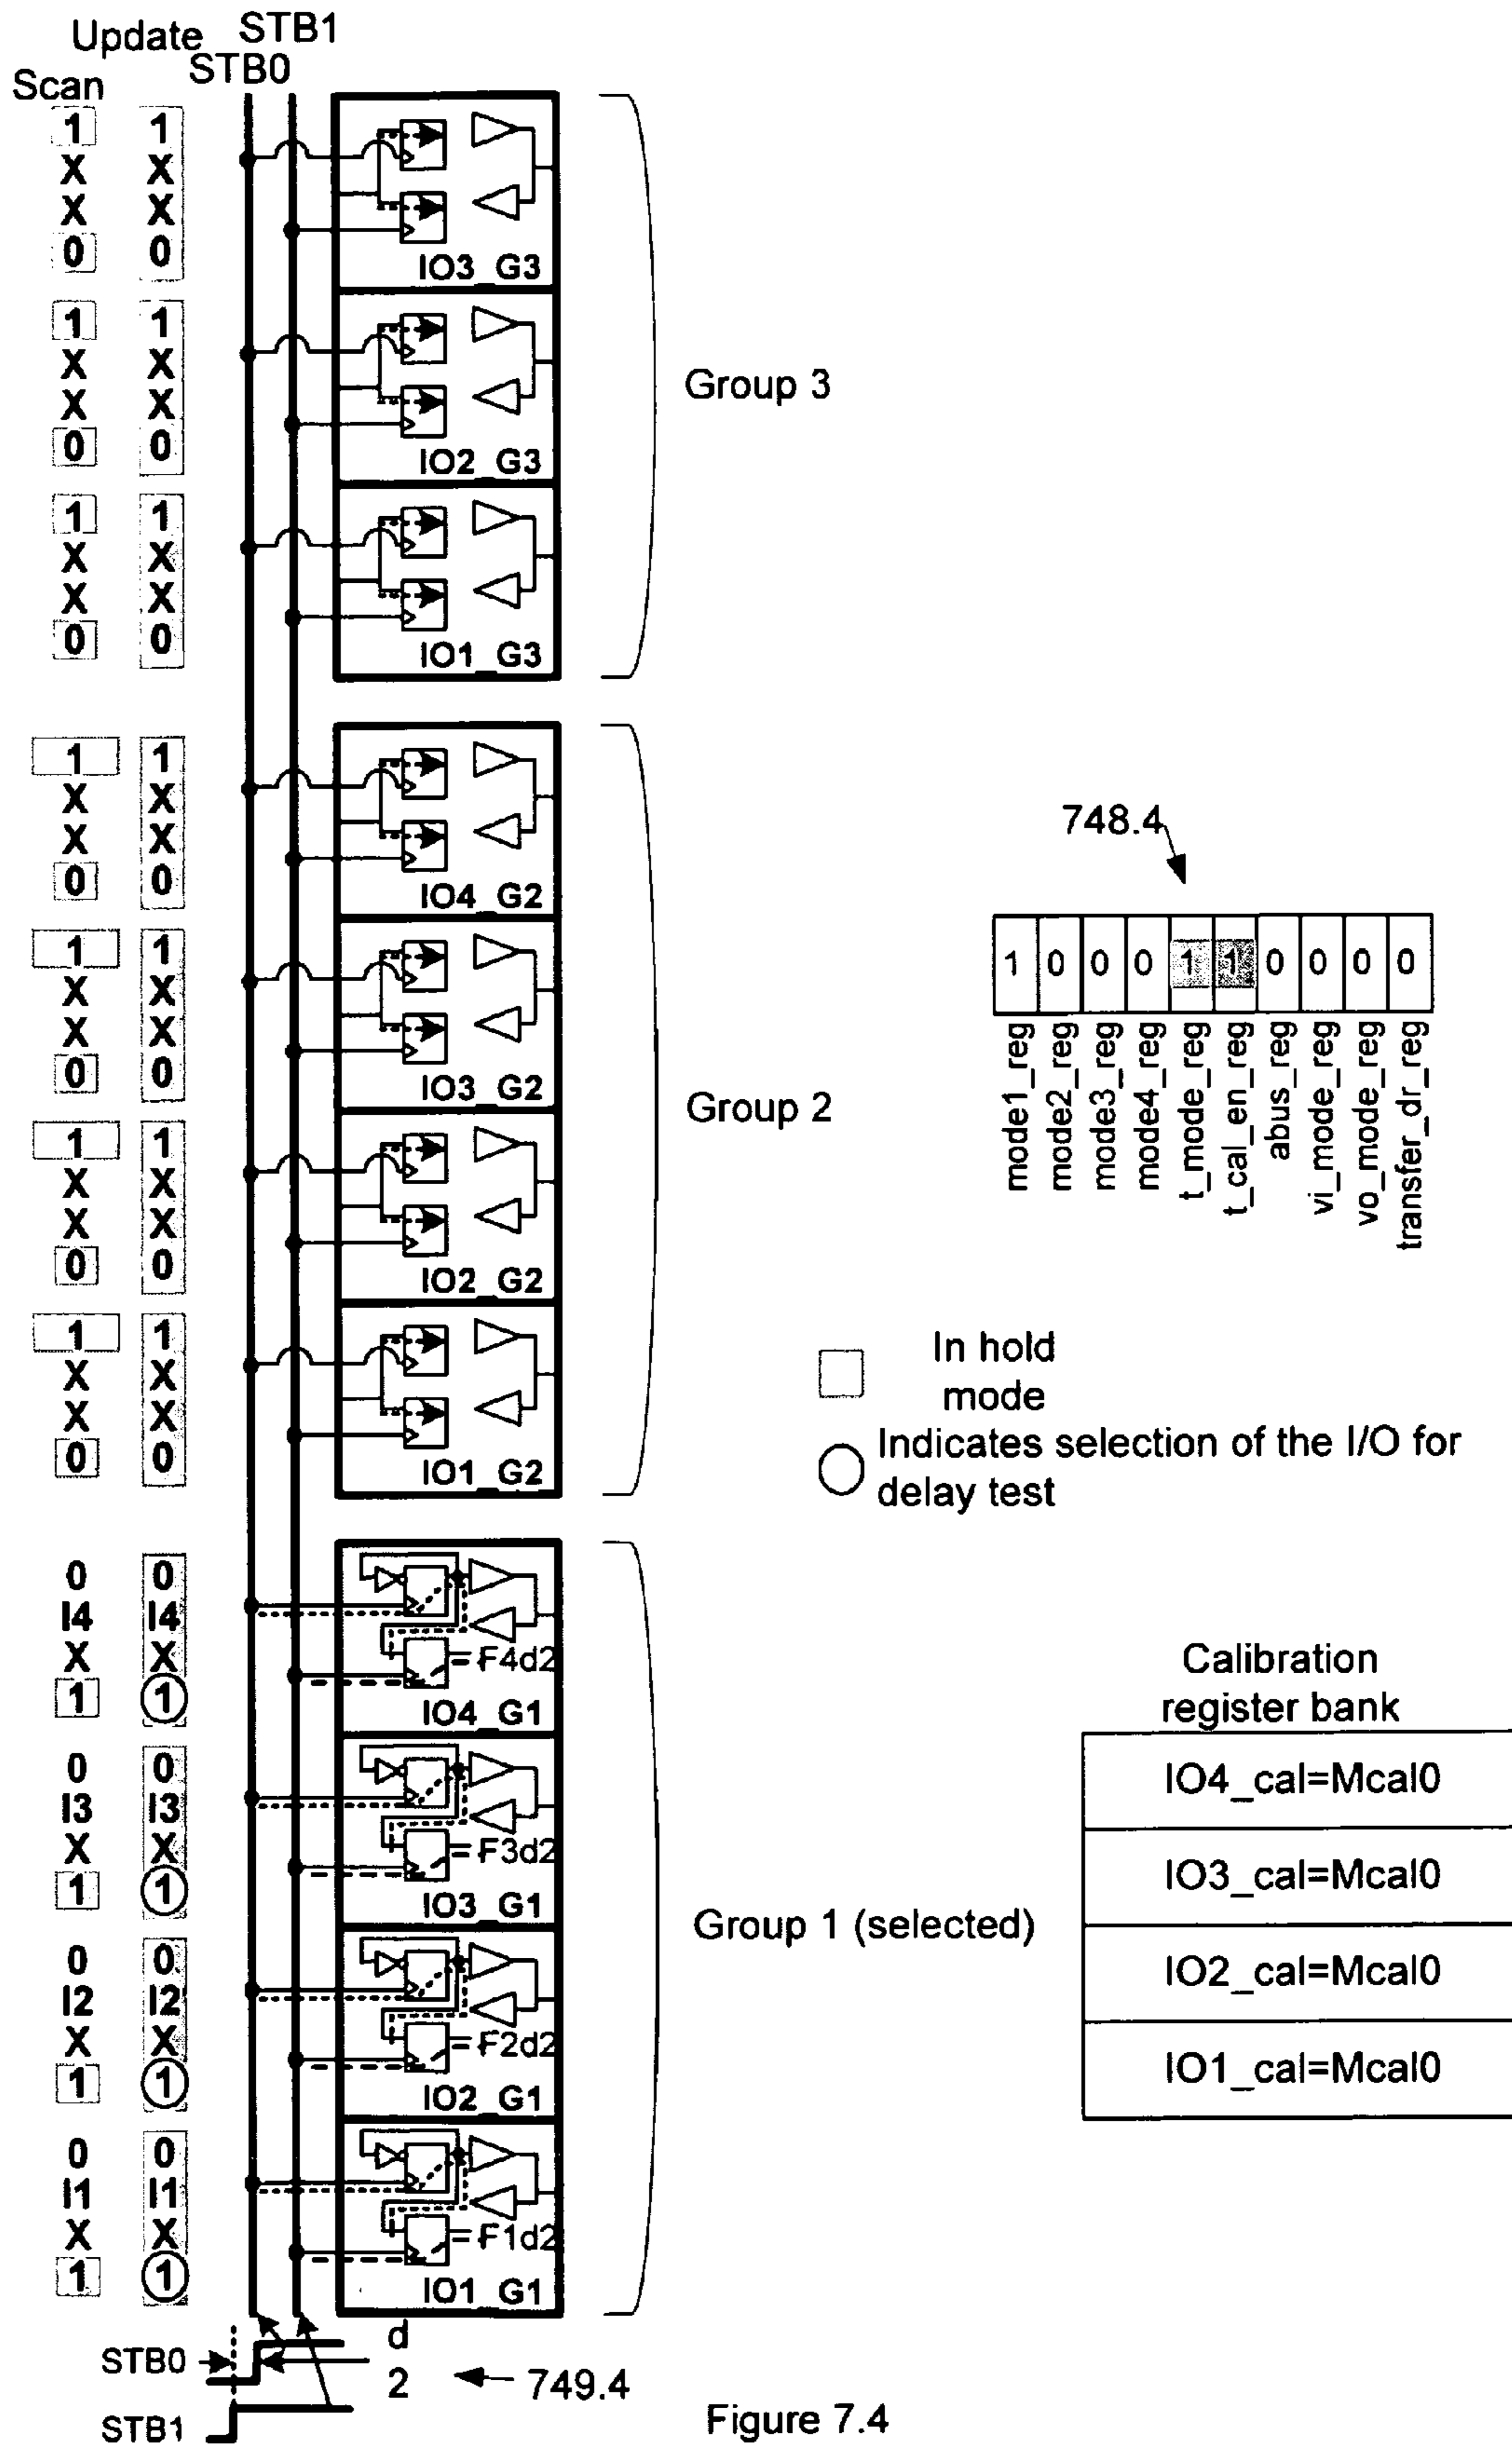 Update
STB1
STB0
Scan
1 1
X X
X X
0 0
IO3_G3
1 1
X X
X X
0 0
IO2_G3
1 1
X X
X X
0 0
IO1_G3
Group 3
1 1
X X
X X
0 0
IO4_G2
1 1
X X
X X
0 0
IO3_G2
1 1
X X
X X
0 0
IO2_G2
1 1
X X
X X
0 0
IO1_G2
Group 2
748.4
1 0 0 0 1 1 0 0 0 0
mode1_reg
mode2_reg
mode3_reg
mode4_reg
t_mode_reg
t_cal_en_reg
abus_reg
vi_mode_reg
vo_mode_reg
transfer_dr_reg
In hold
mode
Indicates selection of the I/O for
delay test
0 0
I4 I4
X X
1 1
F4d2
IO4_G1
0 0
I3 I3
X X
1 1
F3d2
IO3_G1
0 0
I2 I2
X X
1 1
F2d2
IO2_G1
0 0
I1 I1
X X
1 1
F1d2
IO1_G1
Group 1 (selected)
Calibration
register bank
IO4_cal=Mcal0
IO3_cal=Mcal0
IO2_cal=Mcal0
IO1_cal=Mcal0
d
STB0
2
749.4
STB1
Figure 7.4